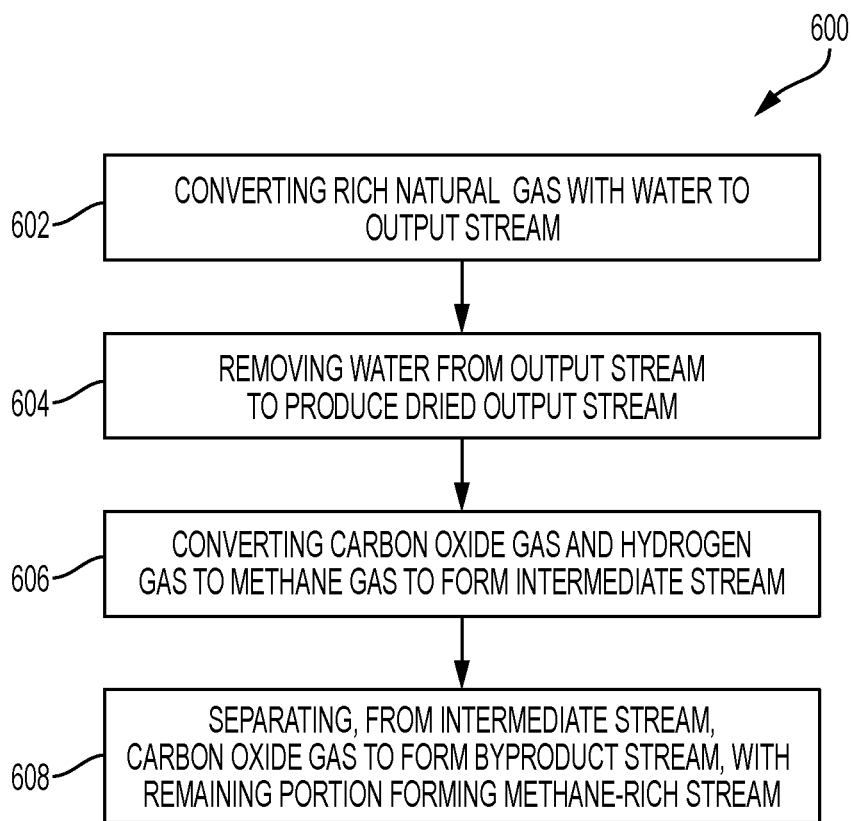 600
602
CONVERTING RICH NATURAL GAS WITH WATER TO
OUTPUT STREAM
604
REMOVING WATER FROM OUTPUT STREAM
TO PRODUCE DRIED OUTPUT STREAM
606
CONVERTING CARBON OXIDE GAS AND HYDROGEN
GAS TO METHANE GAS TO FORM INTERMEDIATE STREAM
608
SEPARATING, FROM INTERMEDIATE STREAM,
CARBON OXIDE GAS TO FORM BYPRODUCT STREAM, WITH
REMAINING PORTION FORMING METHANE-RICH STREAM